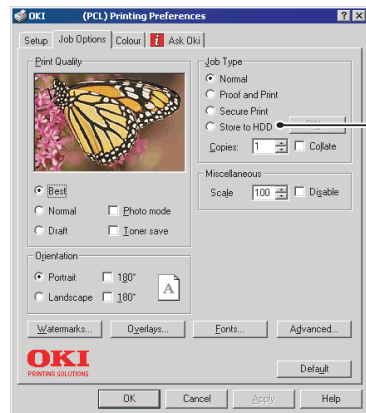 OKI (PCL) Printing Preferences
Setup Job Options Colour Ask Oki
Print Quality
Best
Normal Photo mode
Draft Toner save
Orientation
Portrait 180°
Landscape 180°
A
Job Type
Normal
Proof and Print
Secure Print
Store to HDD
Copies: 1 Collate
Miscellaneous
Scale 100 Disable
Watermarks... Overlays... Fonts... Advanced...
OKI
PRINTING SOLUTIONS
Default
OK Cancel Apply Help